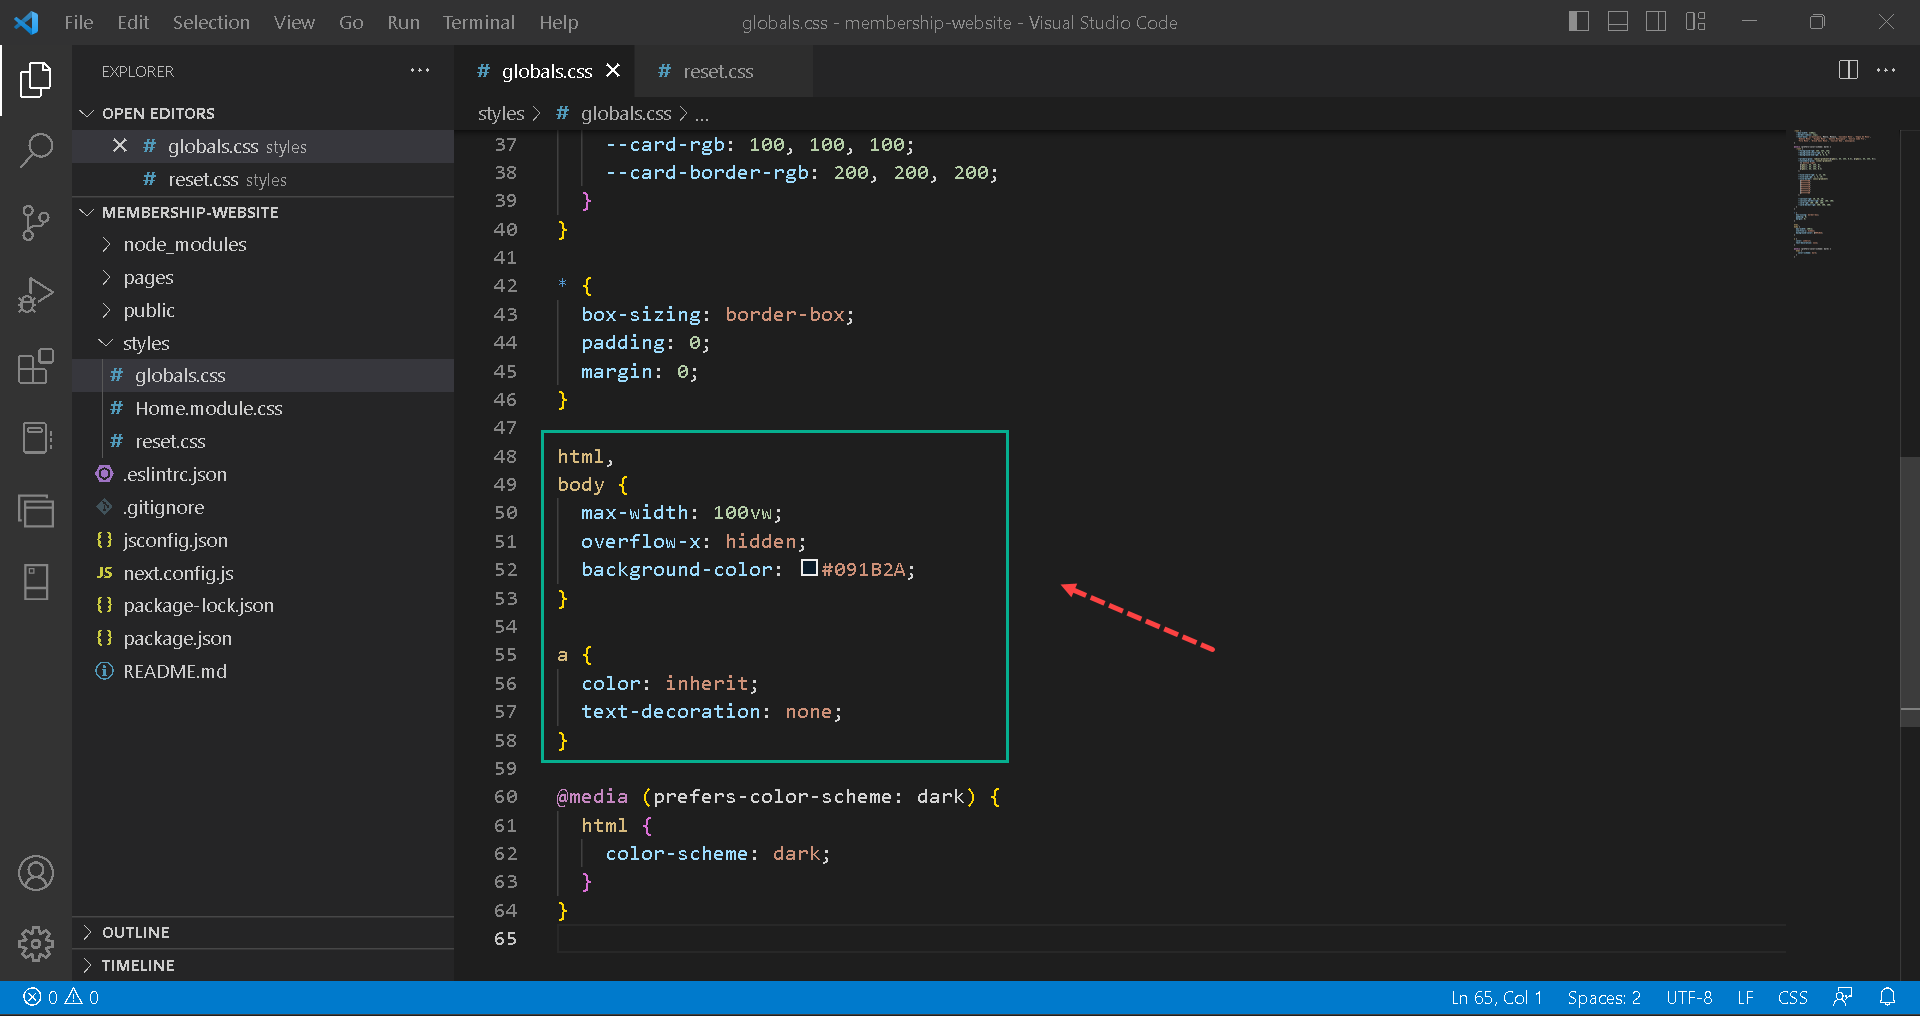 File Edit Selection View Go Run Terminal Help
globals.css - membership-website - Visual Studio Code
EXPLORER
OPEN EDITORS
# globals.css styles
# reset.css styles
MEMBERSHIP-WEBSITE
node_modules
pages
public
styles
# globals.css
# Home.module.css
# reset.css
.eslintrc.json
.gitignore
{} jsconfig.json
JS next.config.js
{} package-lock.json
{} package.json
README.md
OUTLINE
TIMELINE
# globals.css
# reset.css
styles > # globals.css > ...
37 --card-rgb: 100, 100, 100;
38 --card-border-rgb: 200, 200, 200;
39 }
40 }
41
42 * {
43 box-sizing: border-box;
44 padding: 0;
45 margin: 0;
46 }
47
48 html,
49 body {
50 max-width: 100vw;
51 overflow-x: hidden;
52 background-color: #091B2A;
53 }
54
55 a {
56 color: inherit;
57 text-decoration: none;
58 }
59
60 @media (prefers-color-scheme: dark) {
61 html {
62 color-scheme: dark;
63 }
64 }
65
0 0
Ln 65, Col 1 Spaces: 2 UTF-8 LF CSS